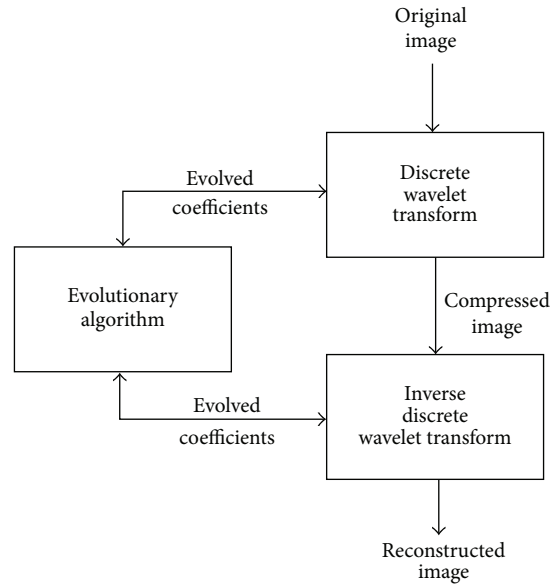 Original
image
Discrete
wavelet
transform
Evolved
coefficients
Evolutionary
algorithm
Compressed
image
Inverse
discrete
wavelet transform
Evolved
coefficients
Reconstructed
image